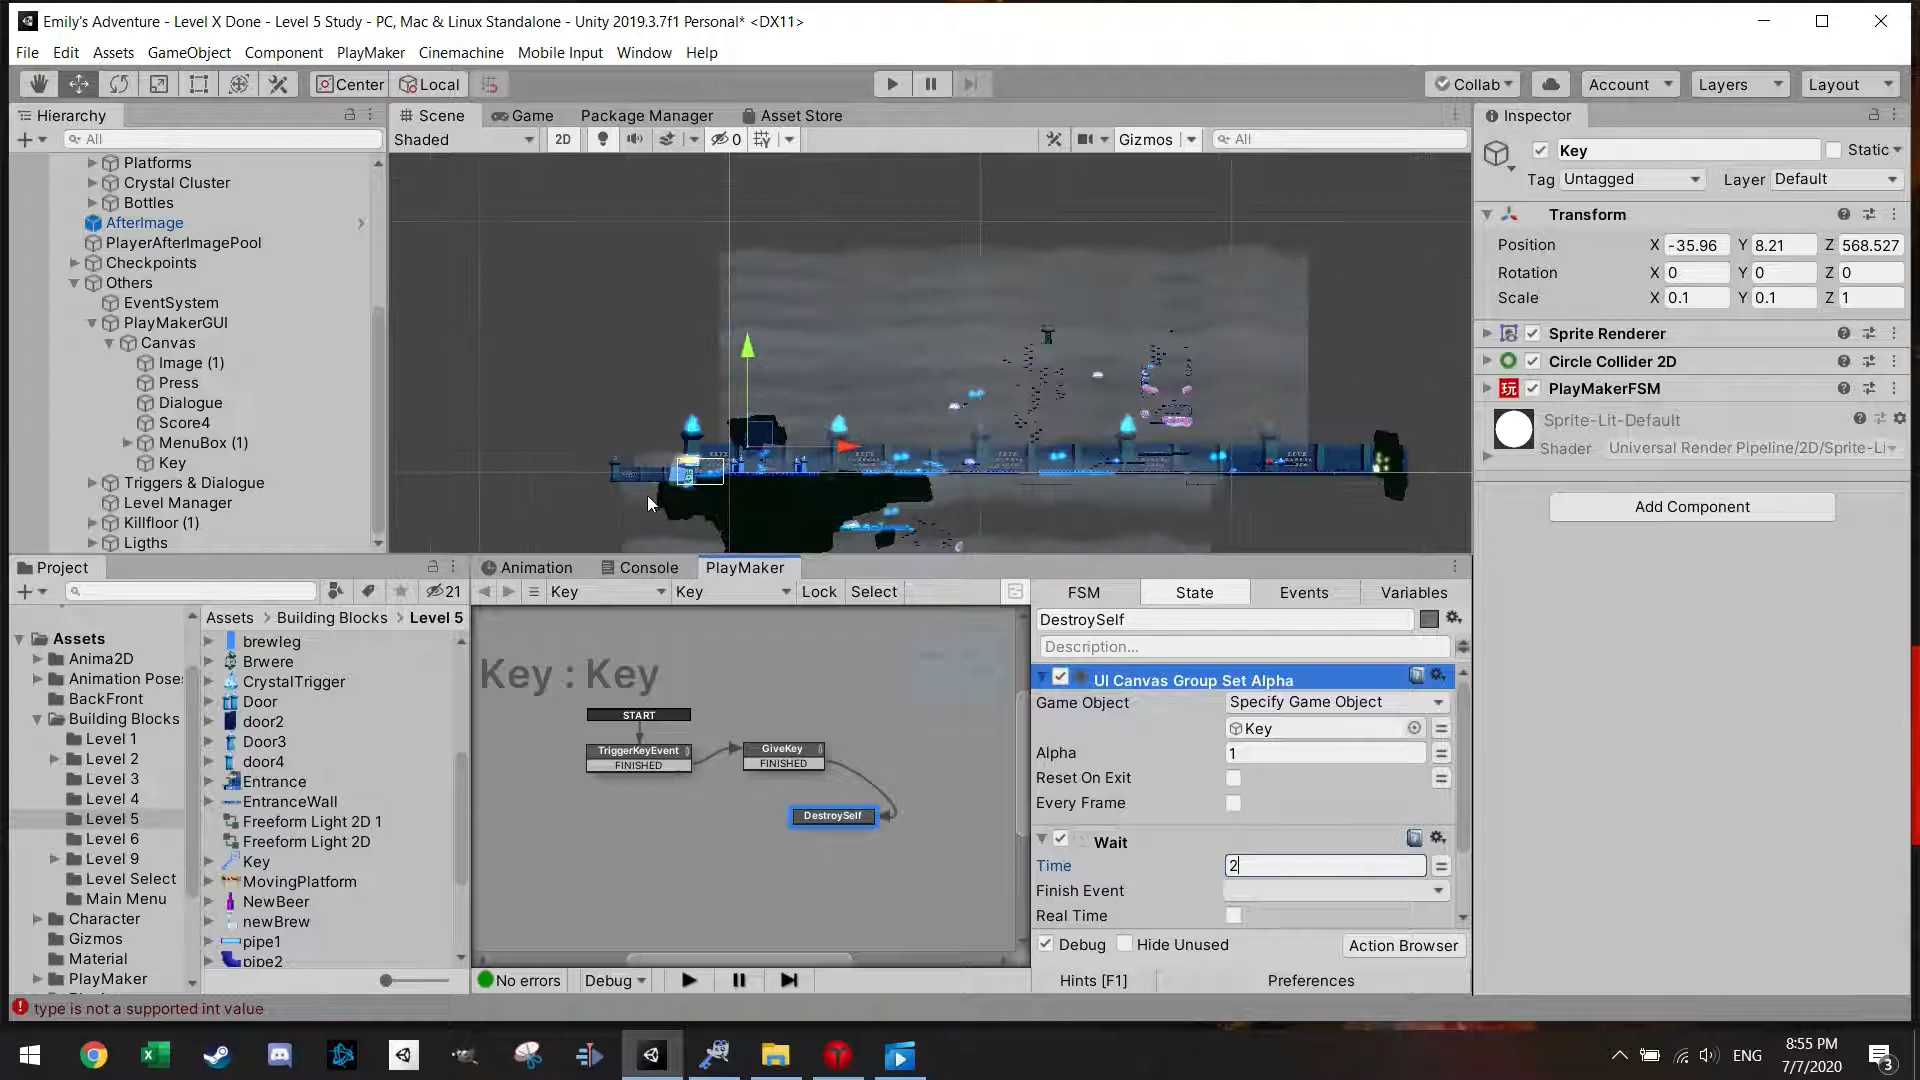 Emily's Adventure - Level X Done - Level 5 Study - PC, Mac & Linux Standalone - Unity 2019.3.7f1 Personal* <DX11>
File Edit Assets GameObject Component PlayMaker Cinemachine Mobile Input Window Help
Center Local Collab Account Layers Layout
Hierarchy
All
Platforms
Crystal Cluster
Bottles
AfterImage
PlayerAfterImagePool
Checkpoints
Others
EventSystem
PlayMakerGUI
Canvas
Image (1)
Press
Dialogue
Score4
MenuBox (1)
Key
Triggers & Dialogue
Level Manager
Killfloor (1)
Ligths
Scene Game Package Manager Asset Store
Shaded 2D 0 Gizmos All
Inspector
Key Static
Tag Untagged Layer Default
Transform
Position X -35.96 Y 8.21 Z 568.527
Rotation X 0 Y 0 Z 0
Scale X 0.1 Y 0.1 Z 1
Sprite Renderer
Circle Collider 2D
玩 PlayMakerFSM
Sprite-Lit-Default
Shader Universal Render Pipeline/2D/Sprite-Li
Add Component
Project
21
Assets
Anima2D
Animation Pose
BackFront
Building Blocks
Level 1
Level 2
Level 3
Level 4
Level 5
Level 6
Level 9
Level Select
Main Menu
Character
Gizmos
Material
PlayMaker
Assets > Building Blocks > Level 5
brewleg
Brwere
CrystalTrigger
Door
door2
Door3
door4
Entrance
EntranceWall
Freeform Light 2D 1
Freeform Light 2D
Key
MovingPlatform
NewBeer
newBrew
pipe1
pipe2
Animation Console PlayMaker
Key Key Lock Select
Key : Key
START
TriggerKeyEvent
FINISHED
GiveKey
FINISHED
DestroySelf
No errors Debug
FSM State Events Variables
DestroySelf
Description...
UI Canvas Group Set Alpha
Game Object Specify Game Object
Key
Alpha 1
Reset On Exit
Every Frame
Wait
Time 2
Finish Event
Real Time
Debug Hide Unused Action Browser
Hints [F1] Preferences
type is not a supported int value
ENG
8:55 PM
7/7/2020
3